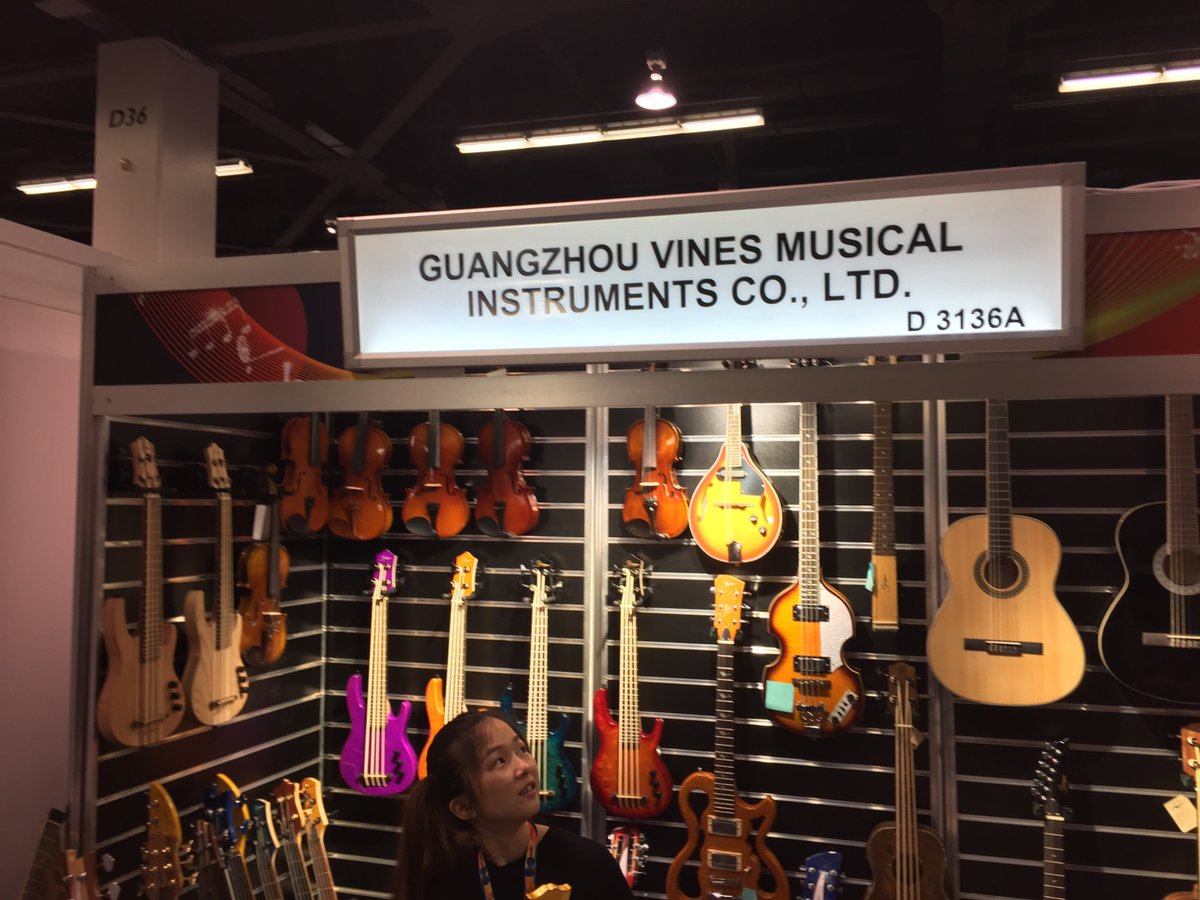 D36
GUANGZHOU VINES MUSICAL
INSTRUMENTS CO., LTD.
D 3136A